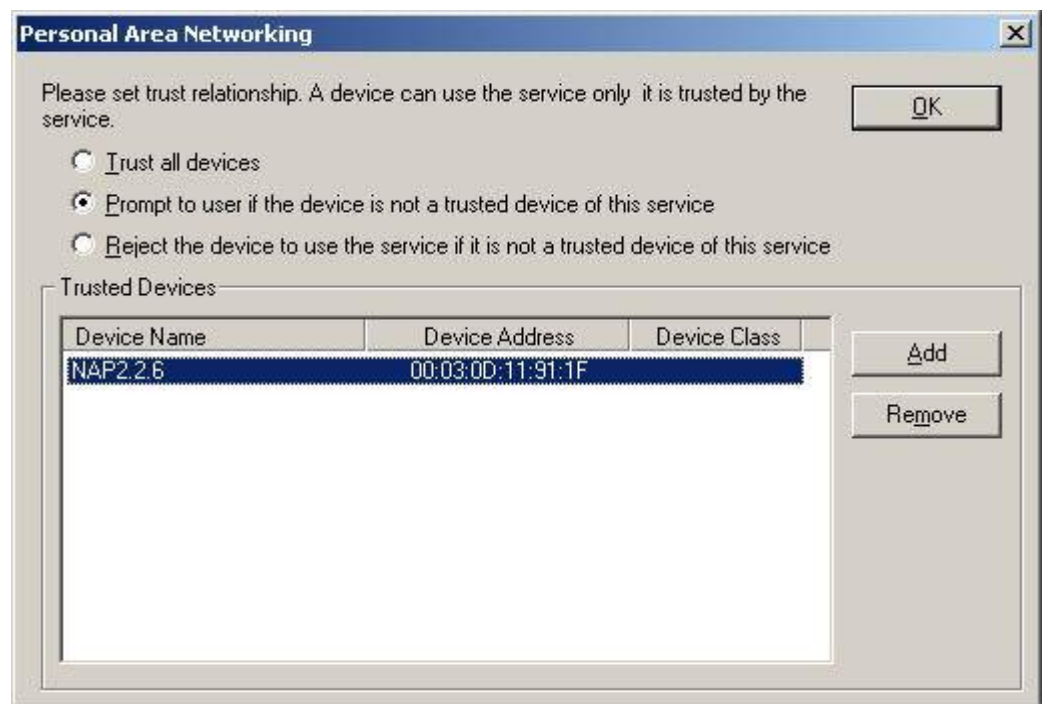 Personal Area Networking
Please set trust relationship. A device can use the service only it is trusted by the
service.
OK
Trust all devices
Prompt to user if the device is not a trusted device of this service
Reject the device to use the service if it is not a trusted device of this service
Trusted Devices
Device Name Device Address Device Class
NAP2.2.6 00:03:0D:11:91:1F
Add
Remove